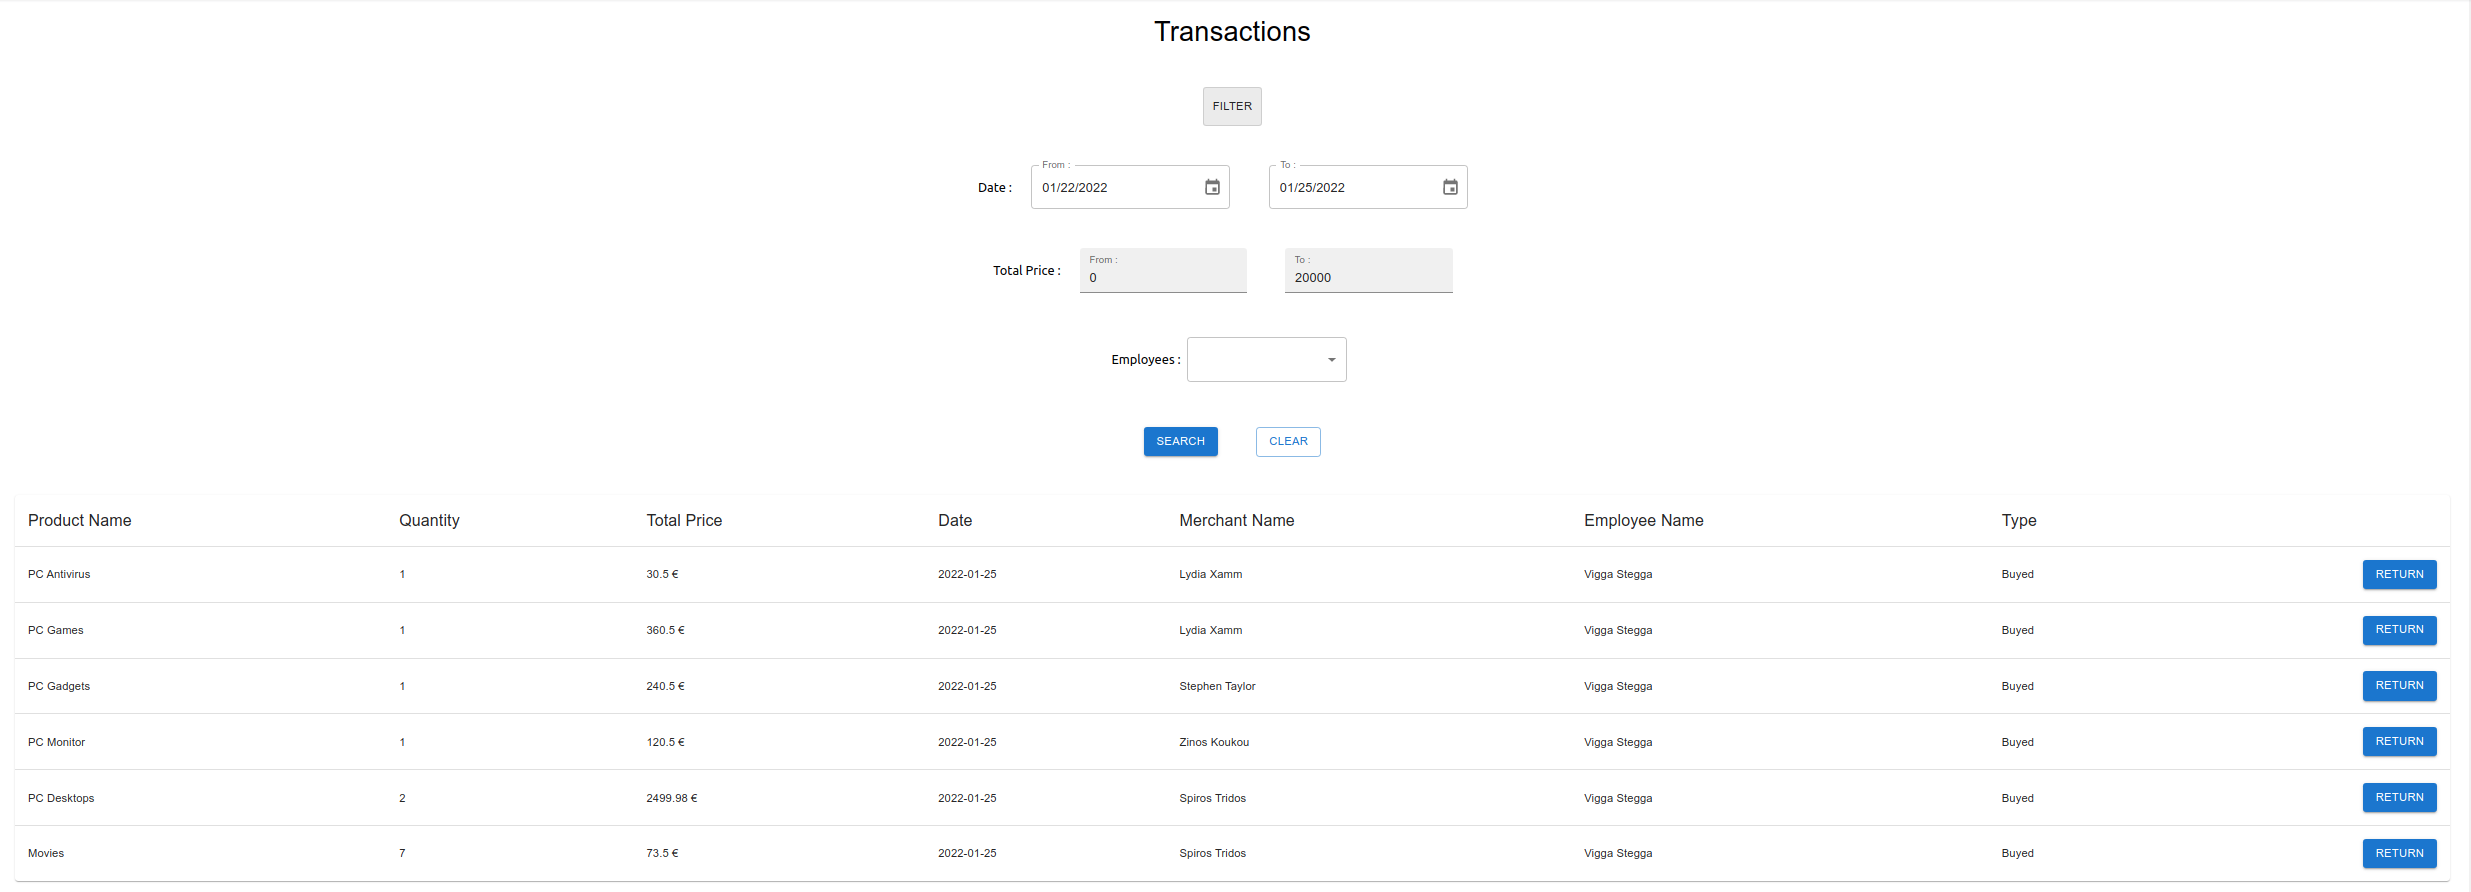 Transactions
FILTER
From : To :
Date : 01/22/2022 01/25/2022
From : To :
Total Price : 0 20000
Employees :
SEARCH CLEAR
Product Name Quantity Total Price Date Merchant Name Employee Name Type
PC Antivirus 1 30.5 € 2022-01-25 Lydia Xamm Vigga Stegga Buyed RETURN
PC Games 1 360.5 € 2022-01-25 Lydia Xamm Vigga Stegga Buyed RETURN
PC Gadgets 1 240.5 € 2022-01-25 Stephen Taylor Vigga Stegga Buyed RETURN
PC Monitor 1 120.5 € 2022-01-25 Zinos Koukou Vigga Stegga Buyed RETURN
PC Desktops 2 2499.98 € 2022-01-25 Spiros Tridos Vigga Stegga Buyed RETURN
Movies 7 73.5 € 2022-01-25 Spiros Tridos Vigga Stegga Buyed RETURN